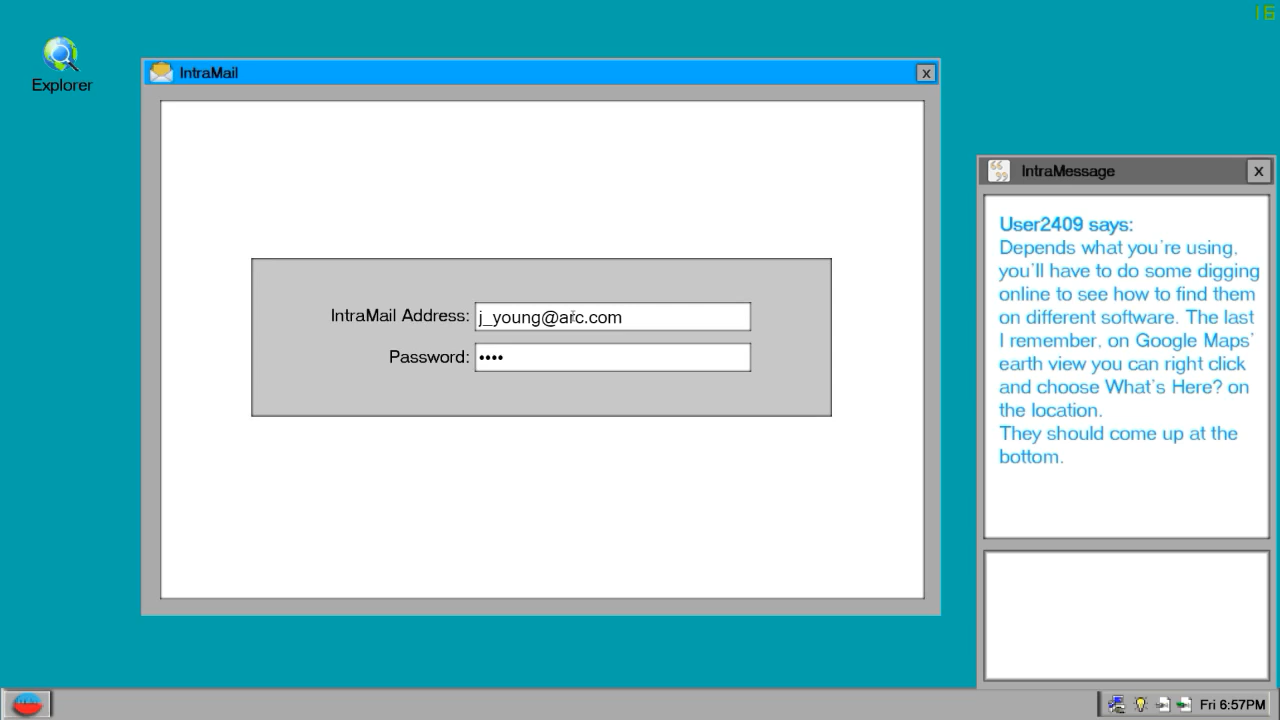 16
Explorer
IntraMail
x
IntraMail Address: j_young@arc.com
Password: ••••
IntraMessage
x
User2409 says:
Depends what you're using,
you'll have to do some digging
online to see how to find them
on different software. The last
I remember, on Google Maps'
earth view you can right click
and choose What's Here? on
the location.
They should come up at the
bottom.
Fri 6:57PM